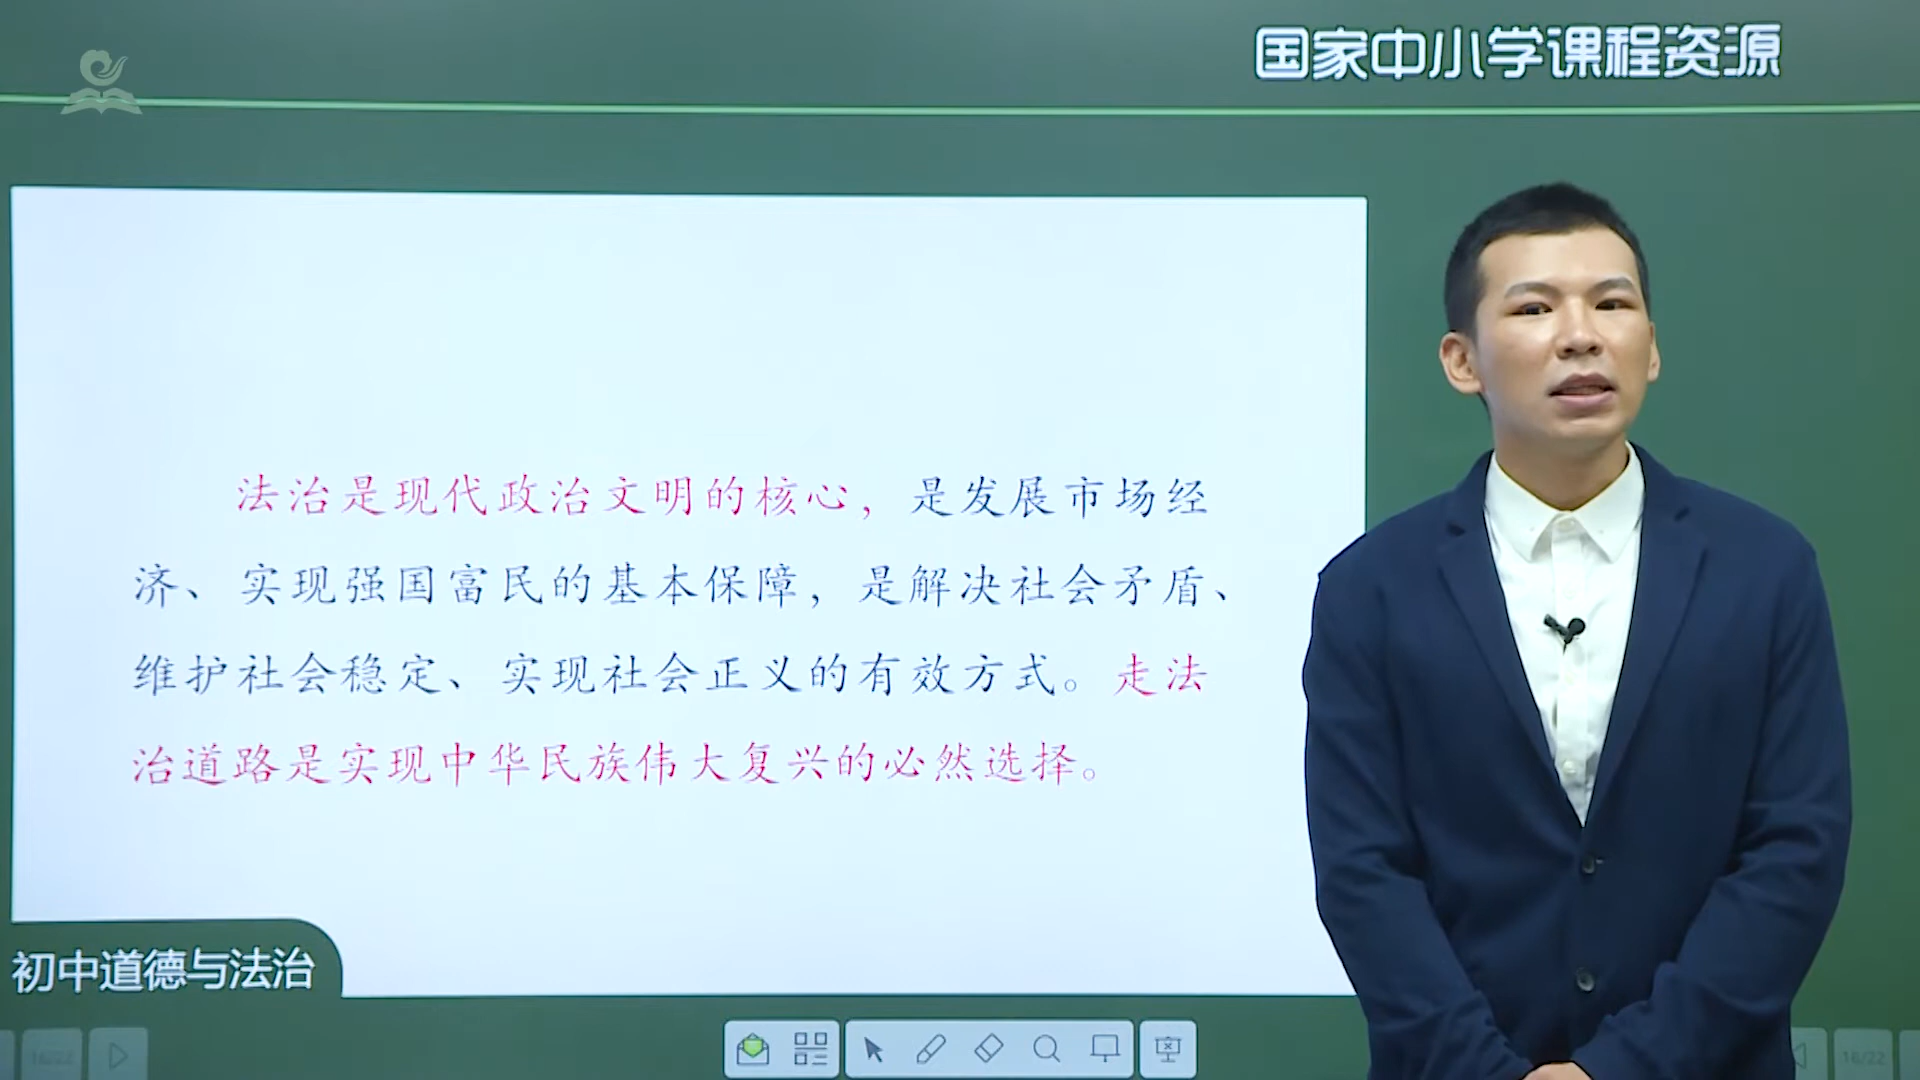 国家中小学课程资源
法治是现代政治文明的核心，是发展市场经
济、实现强国富民的基本保障，是解决社会矛盾、
维护社会稳定、实现社会正义的有效方式。走法
治道路是实现中华民族伟大复兴的必然选择。
初中道德与法治
16/22
16/22